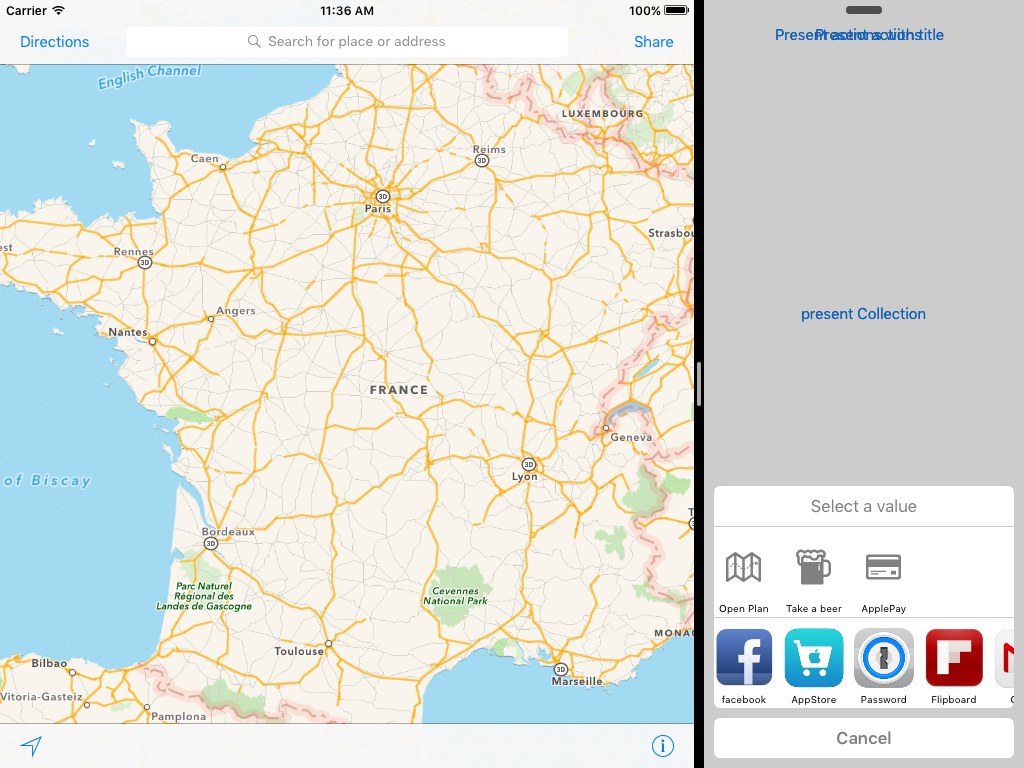 Carrier 11:36 AM 100%
Directions Search for place or address Share
Present actions with title
English Channel
LUXEMBOURG
Reims
3D
Caen
3D
Paris
Strasbou
est
Rennes
3D
Angers
Nantes
present Collection
FRANCE
Geneva
3D
Lyon
of Biscay
Select a value
Bordeaux
3D
Parc Naturel
Régional des
Landes de Gascogne
Cevennes
National Park
Open Plan Take a beer ApplePay
MONAC
Toulouse
Bilbao
3D
Marseille
Vitoria-Gasteiz
Pamplona
facebook AppStore Password Flipboard
Cancel